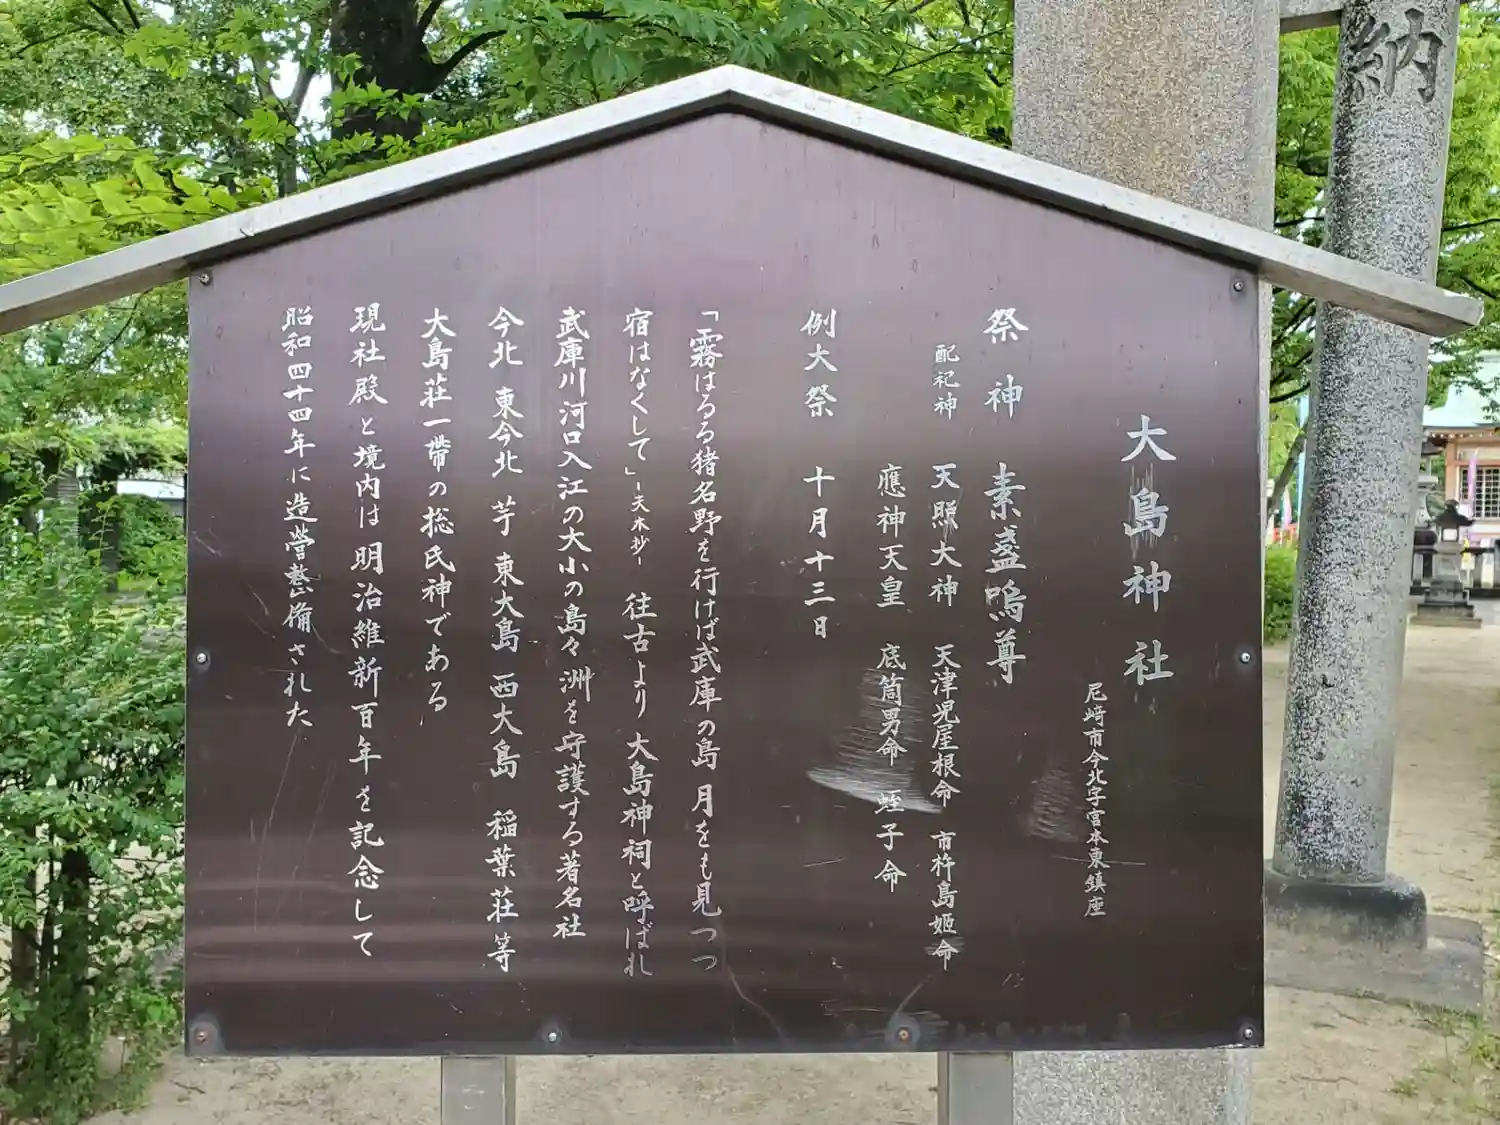 大島神社
尼崎市今北字宮本東鎮座
祭神 素盞嗚尊
配祀神 天照大神 天津児屋根命 市杵島姫命
應神天皇 底筒男命 蛭子命
例大祭 十月十三日
「霧はるる猪名野を行けば武庫の島 月をも見つつ
宿はなくして」-夫木抄- 往古より 大島神祠と呼ばれ
武庫川河口入江の大小の島々 洲を守護する著名社
今北 東今北 芋 東大島 西大島 稲葉荘等
大島荘一帯の総氏神である
現社殿と境内は 明治維新百年を記念して
昭和四十四年に造營整備された
納